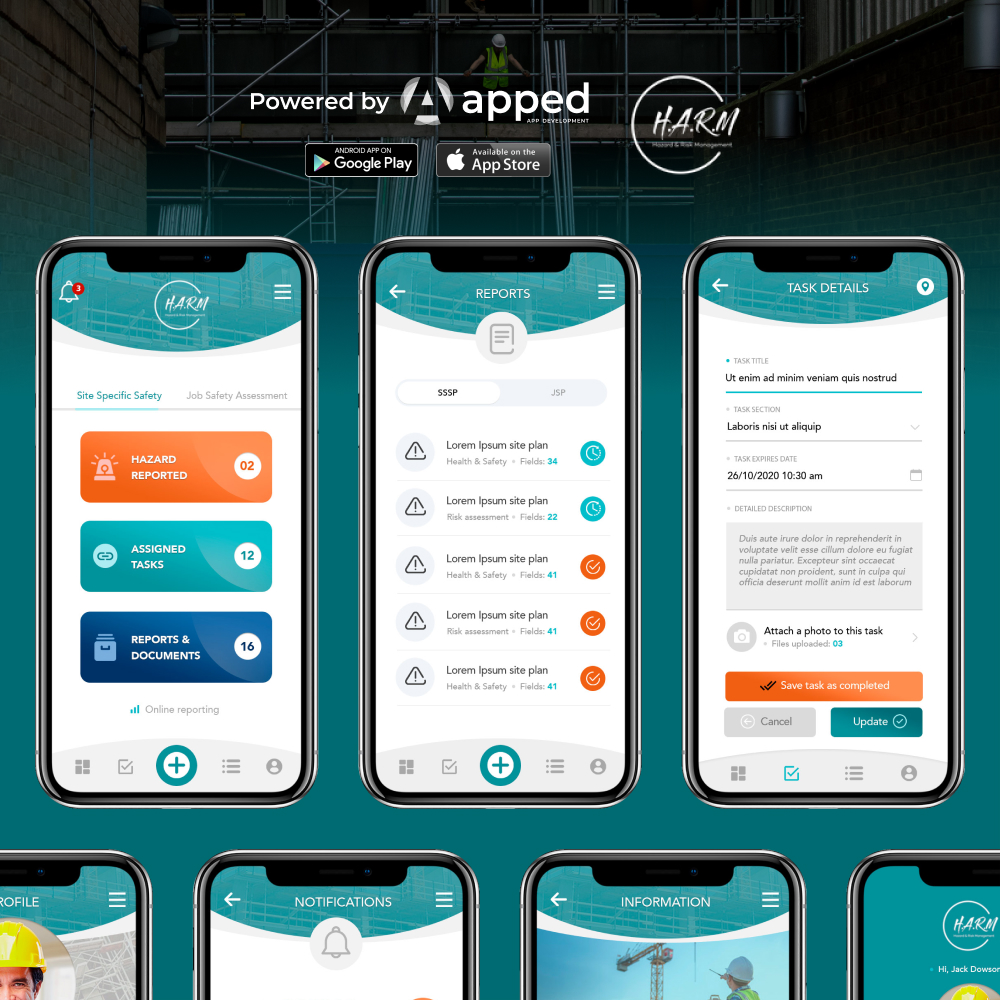 Powered by apped
APP DEVELOPMENT
H.A.R.M
Hazard & Risk Management
ANDROID APP ON
Google Play
Available on the
App Store
3
H.A.R.M
Site Specific Safety
Job Safety Assessment
HAZARD
REPORTED
02
ASSIGNED
TASKS
12
REPORTS &
DOCUMENTS
16
Online reporting
REPORTS
SSSP
JSP
Lorem Ipsum site plan
Health & Safety • Fields: 34
Lorem Ipsum site plan
Risk assessment • Fields: 22
Lorem Ipsum site plan
Health & Safety • Fields: 41
Lorem Ipsum site plan
Risk assessment • Fields: 41
Lorem Ipsum site plan
Health & Safety • Fields: 41
TASK DETAILS
• TASK TITLE
Ut enim ad minim veniam quis nostrud
• TASK SECTION
Laboris nisi ut aliquip
• TASK EXPIRES DATE
26/10/2020 10:30 am
• DETAILED DESCRIPTION
Duis aute irure dolor in reprehenderit in
voluptate velit esse cillum dolore eu fugiat
nulla pariatur. Excepteur sint occaecat
cupidatat non proident, sunt in culpa qui
officia deserunt mollit anim id est laborum
Attach a photo to this task
• Files uploaded: 03
Save task as completed
Cancel
Update
OFILE
NOTIFICATIONS
INFORMATION
H.A.R.M
Hazard & Risk Management
• Hi, Jack Dowson